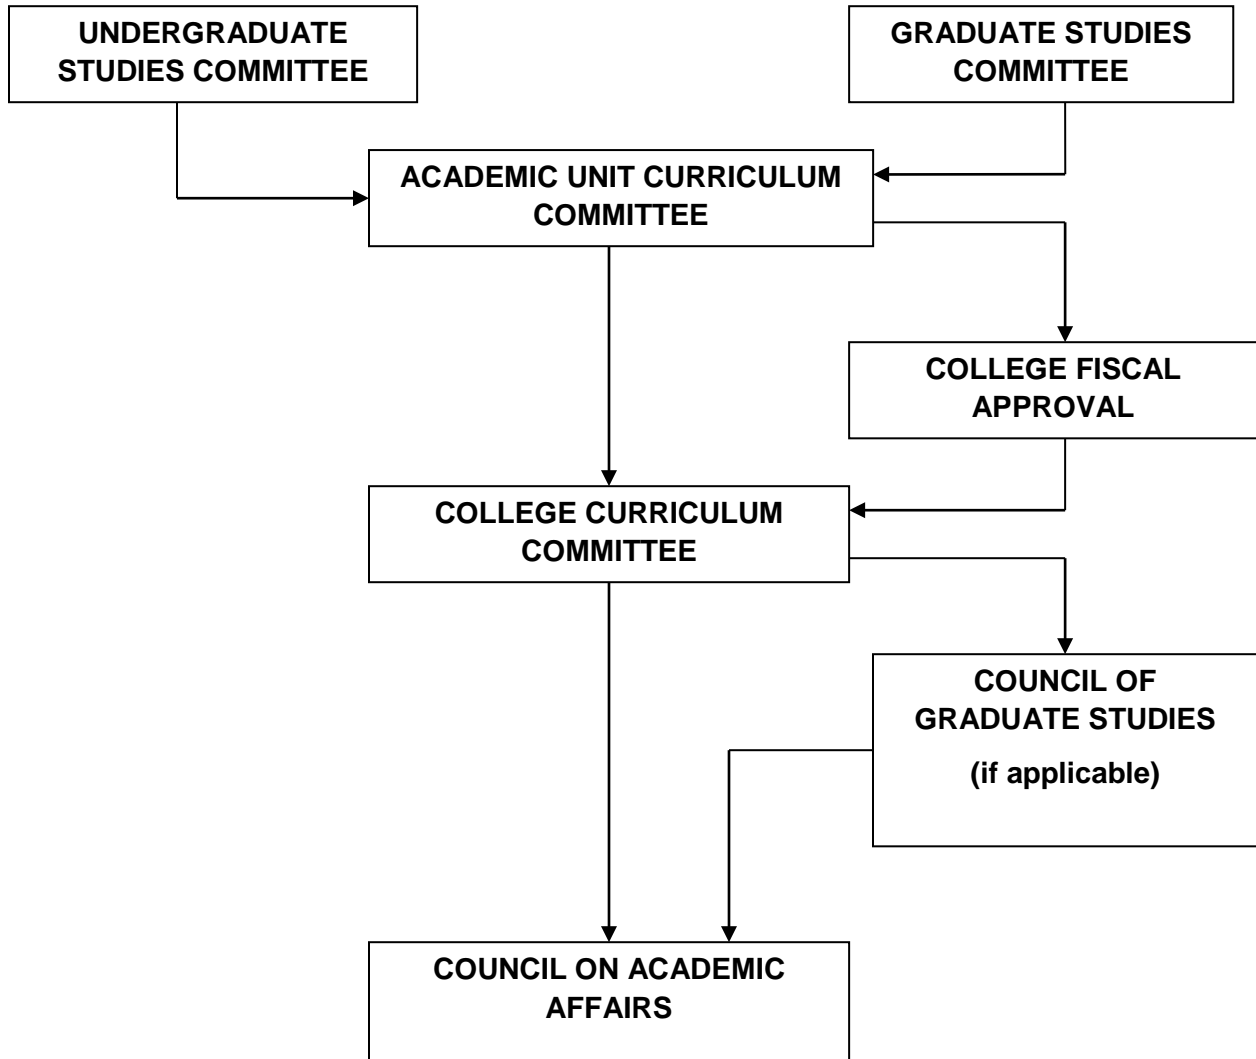 UNDERGRADUATE
STUDIES COMMITTEE
GRADUATE STUDIES
COMMITTEE
ACADEMIC UNIT CURRICULUM
COMMITTEE
COLLEGE FISCAL
APPROVAL
COLLEGE CURRICULUM
COMMITTEE
COUNCIL OF
GRADUATE STUDIES
(if applicable)
COUNCIL ON ACADEMIC
AFFAIRS